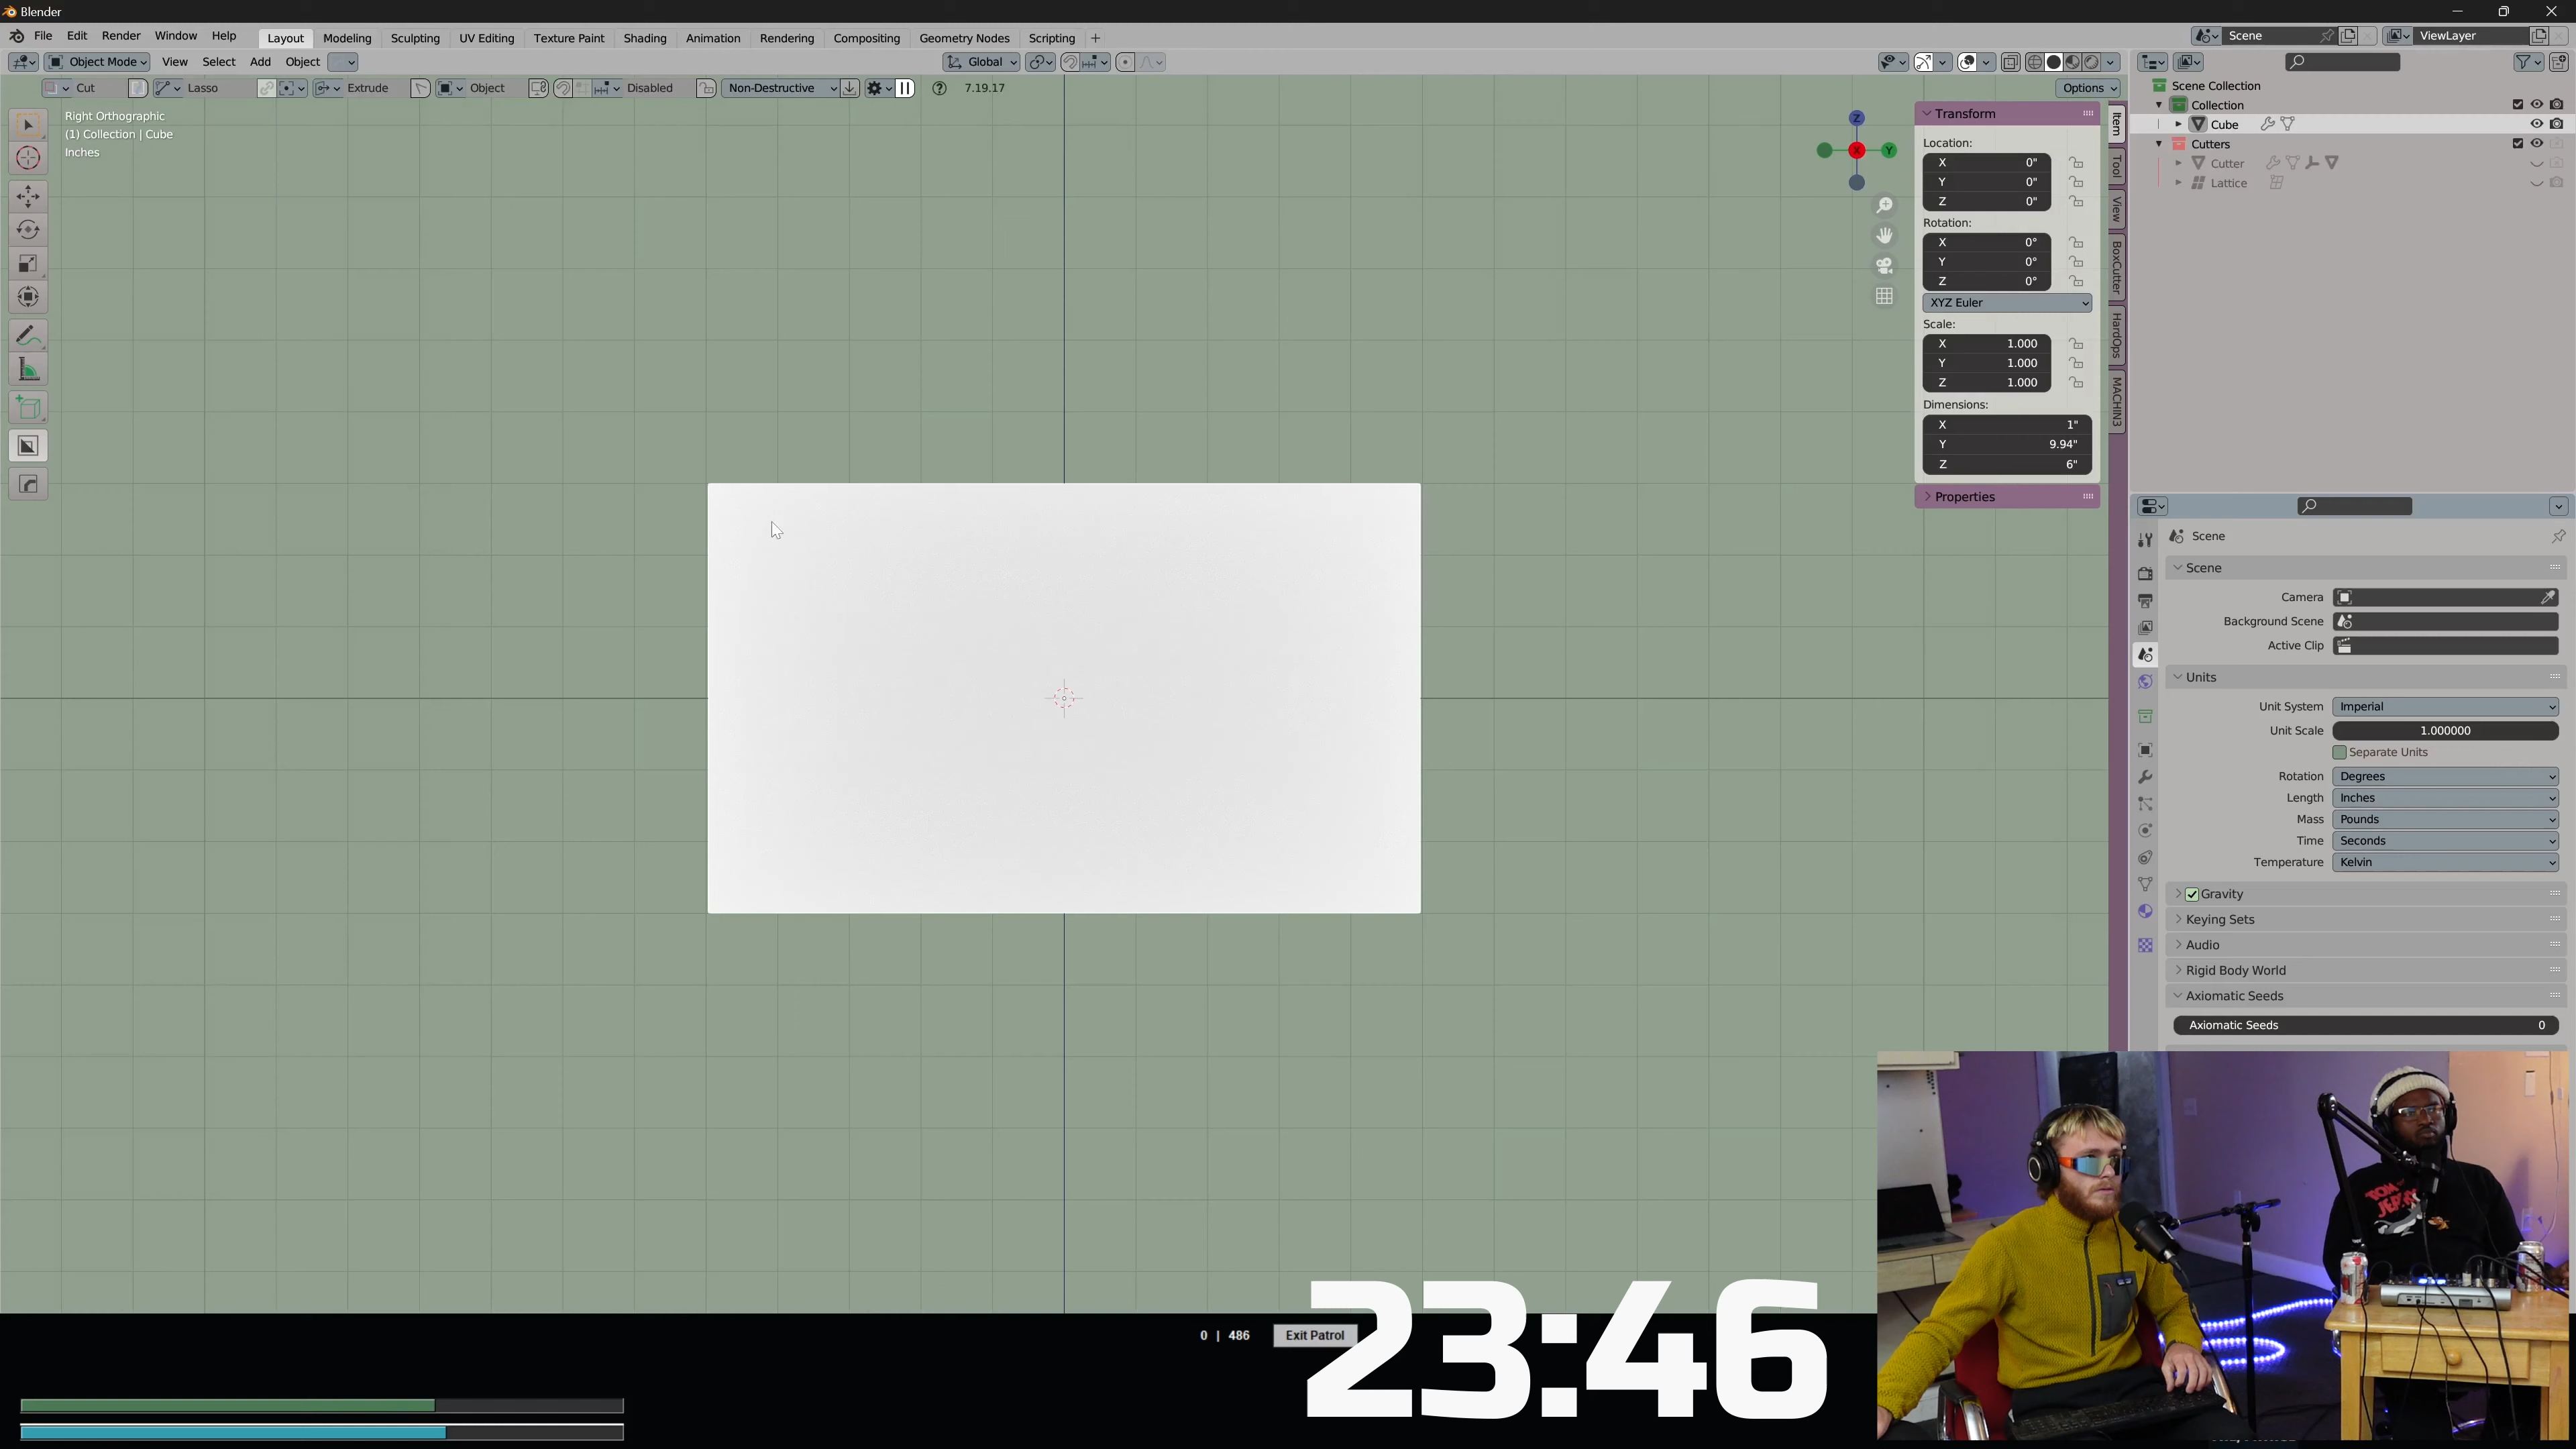 Blender
File Edit Render Window Help Layout Modeling Sculpting UV Editing Texture Paint Shading Animation Rendering Compositing Geometry Nodes Scripting +
Scene ViewLayer
Object Mode View Select Add Object Global
Cut Lasso Extrude Object Disabled Non-Destructive 7.19.17 Options
Right Orthographic
(1) Collection | Cube
Inches
Z
X
Y
Transform
Location:
X 0"
Y 0"
Z 0"
Rotation:
X 0°
Y 0°
Z 0°
XYZ Euler
Scale:
X 1.000
Y 1.000
Z 1.000
Dimensions:
X 1"
Y 9.94"
Z 6"
Properties
Item
Tool
View
BoxCutter
HardOps
MACHIN3
Scene Collection
Collection
Cube
Cutters
Cutter
Lattice
Scene
Scene
Camera
Background Scene
Active Clip
Units
Unit System Imperial
Unit Scale 1.000000
Separate Units
Rotation Degrees
Length Inches
Mass Pounds
Time Seconds
Temperature Kelvin
Gravity
Keying Sets
Audio
Rigid Body World
Axiomatic Seeds
Axiomatic Seeds 0
0 | 486 Exit Patrol
23:46